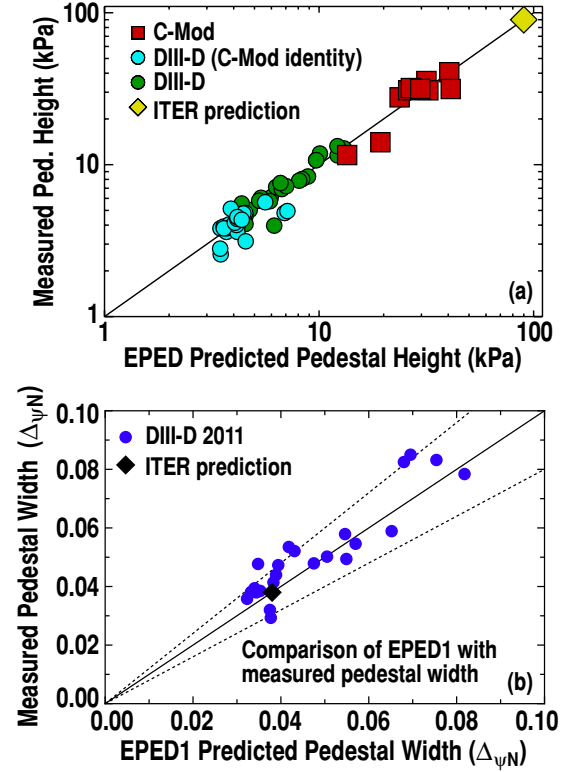 100
C-Mod
DIII-D (C-Mod identity)
DIII-D
ITER prediction
10
1
Measured Ped. Height (kPa)
(a)
1 10 100
EPED Predicted Pedestal Height (kPa)
0.10
DIII-D 2011
ITER prediction
0.08
0.06
0.04
0.02
0.00
Measured Pedestal Width (ΔψN)
Comparison of EPED1 with
measured pedestal width
(b)
0.00 0.02 0.04 0.06 0.08 0.10
EPED1 Predicted Pedestal Width (ΔψN)